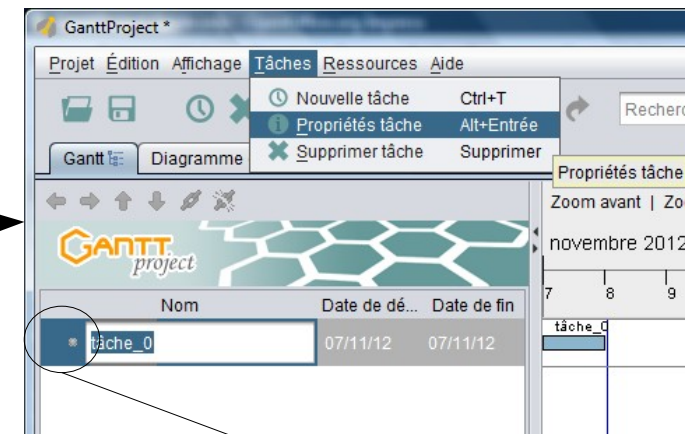 GanttProject *
Projet Édition Affichage Tâches Ressources Aide
Nouvelle tâche Ctrl+T
Propriétés tâche Alt+Entrée
Supprimer tâche Supprimer
Gantt Diagramme
Propriétés tâche
Zoom avant |
GANTT
project
novembre 2012
7 8 9
Nom Date de dé... Date de fin
tâche_0 07/11/12 07/11/12
tâche_0